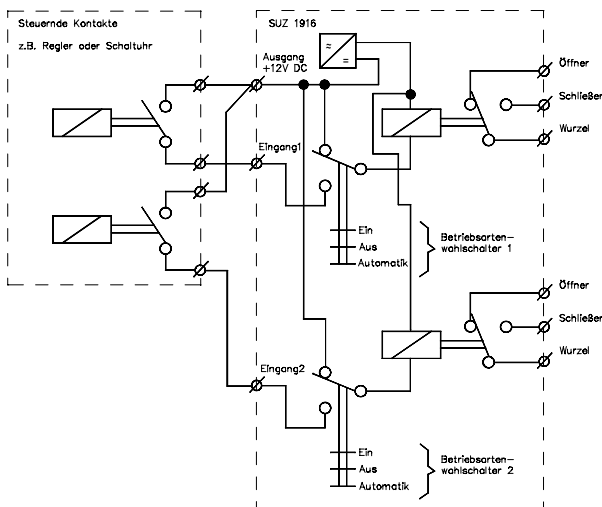 Steuernde Kontakte
z.B. Regler oder Schaltuhr
SUZ 1916
Ausgang
+12V DC
≈
=
Öffner
Schließer
Wurzel
Eingang1
Ein
Aus
Automatik
Betriebsarten-
wahlschalter 1
Öffner
Schließer
Wurzel
Eingang2
Ein
Aus
Automatik
Betriebsarten-
wahlschalter 2